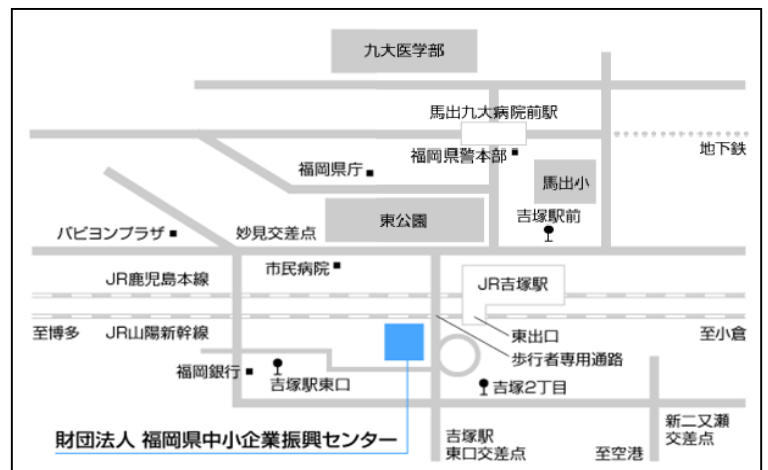 九大医学部
馬出九大病院前駅
地下鉄
福岡県警本部
福岡県庁
馬出小
東公園
吉塚駅前
パピヨンプラザ
妙見交差点
市民病院
JR鹿児島本線
JR吉塚駅
至博多
JR山陽新幹線
東出口
至小倉
歩行者専用通路
福岡銀行
吉塚駅東口
吉塚2丁目
財団法人 福岡県中小企業振興センター
吉塚駅
東口交差点
至空港
新二又瀬
交差点